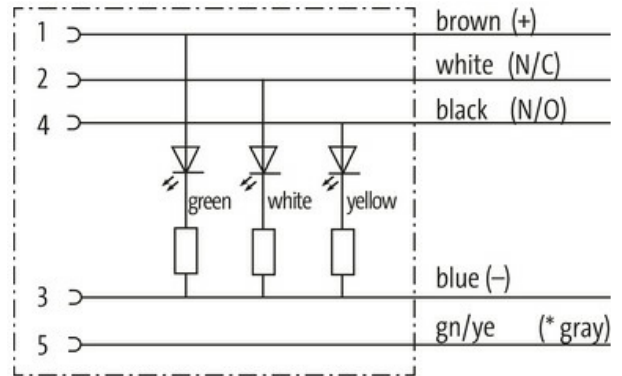 1 brown (+)
2 white (N/C)
4 black (N/O)
green white yellow
3 blue (–)
5 gn/ye (* gray)